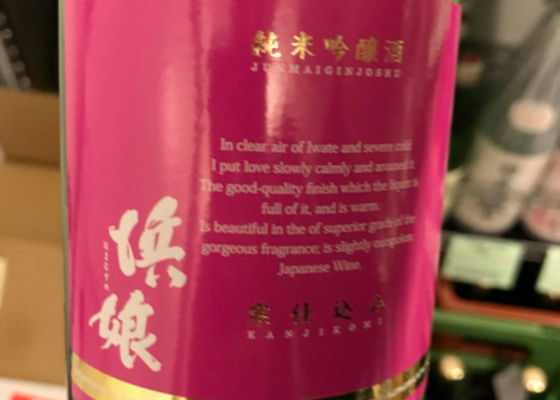 純米吟醸酒
JUNMAIGINJOSHU
In clear air of Iwate and severe cold
I put love slowly calmly and aroused it
The good-quality finish which the liquor is
full of it, and is warm.
Is beautiful in the of superior grade of the
gorgeous fragrance; is slightly outspoken
Japanese Wine.
浜娘
寒仕込み